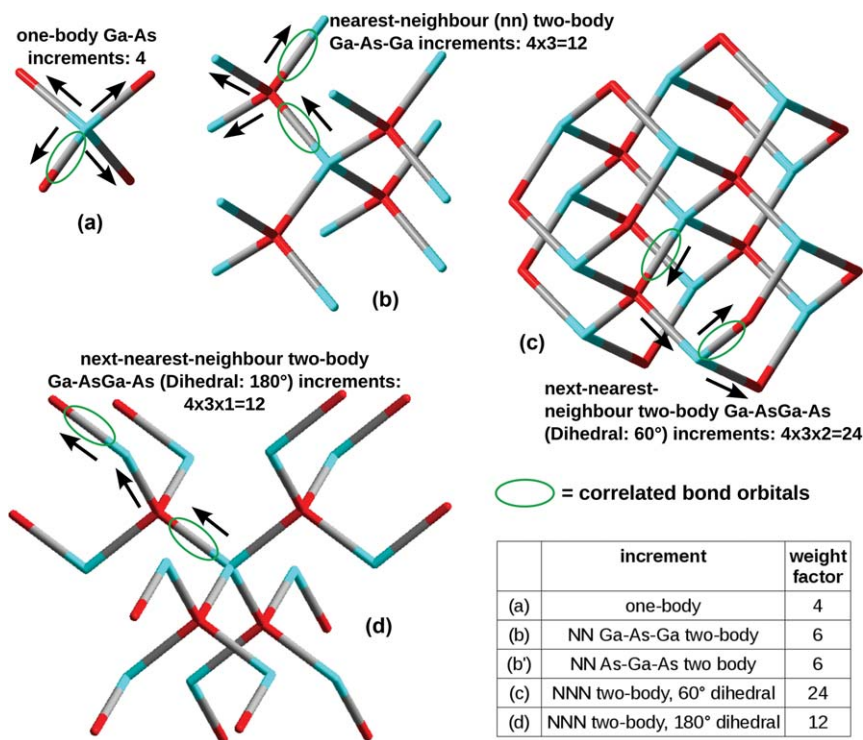 one-body Ga-As
increments: 4
(a)
nearest-neighbour (nn) two-body
Ga-As-Ga increments: 4x3=12
(b)
(c)
next-nearest-
neighbour two-body Ga-AsGa-As
(Dihedral: 60°) increments: 4x3x2=24
next-nearest-neighbour two-body
Ga-AsGa-As (Dihedral: 180°) increments:
4x3x1=12
(d)
= correlated bond orbitals
increment weight factor
(a) one-body 4
(b) NN Ga-As-Ga two-body 6
(b') NN As-Ga-As two body 6
(c) NNN two-body, 60° dihedral 24
(d) NNN two-body, 180° dihedral 12